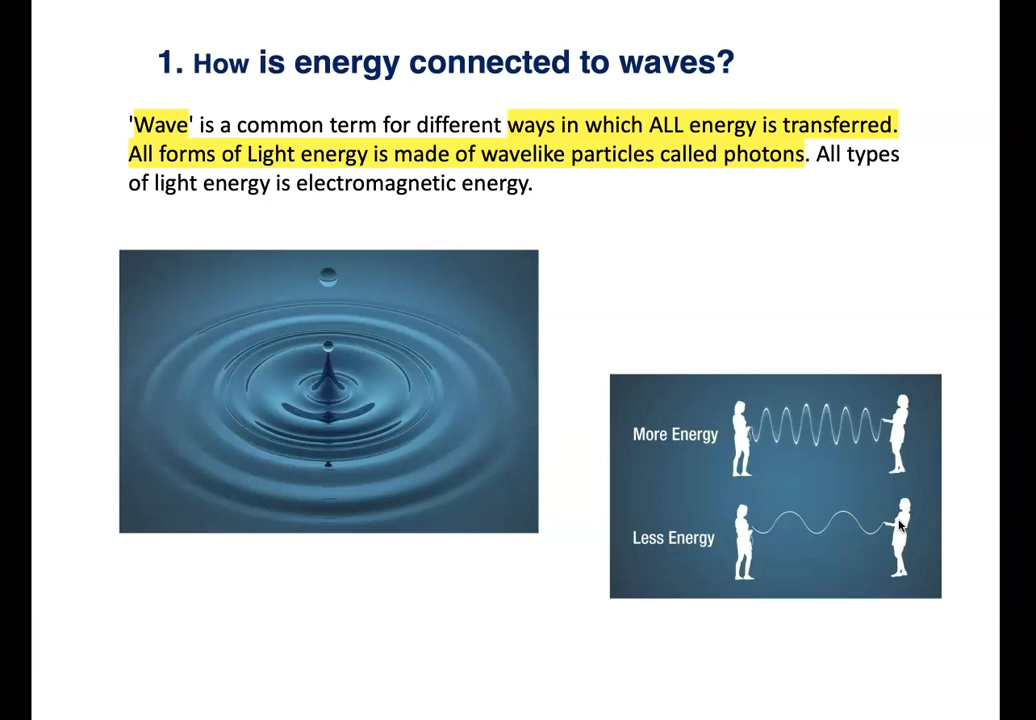 1. How is energy connected to waves?
'Wave' is a common term for different ways in which ALL energy is transferred.
All forms of Light energy is made of wavelike particles called photons. All types
of light energy is electromagnetic energy.
More Energy
Less Energy